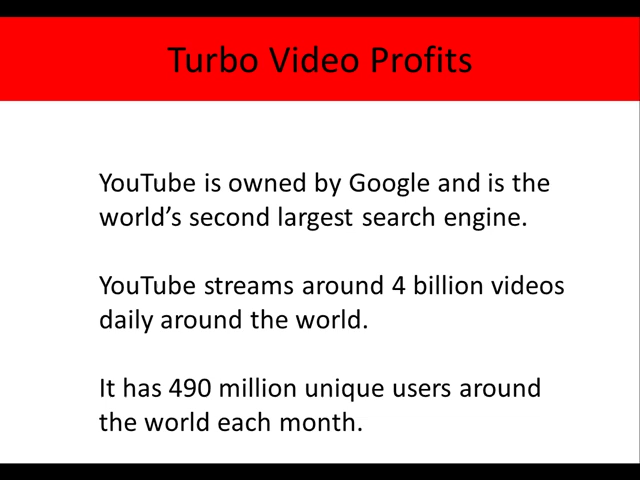 Turbo Video Profits
YouTube is owned by Google and is the
world’s second largest search engine.
YouTube streams around 4 billion videos
daily around the world.
It has 490 million unique users around
the world each month.